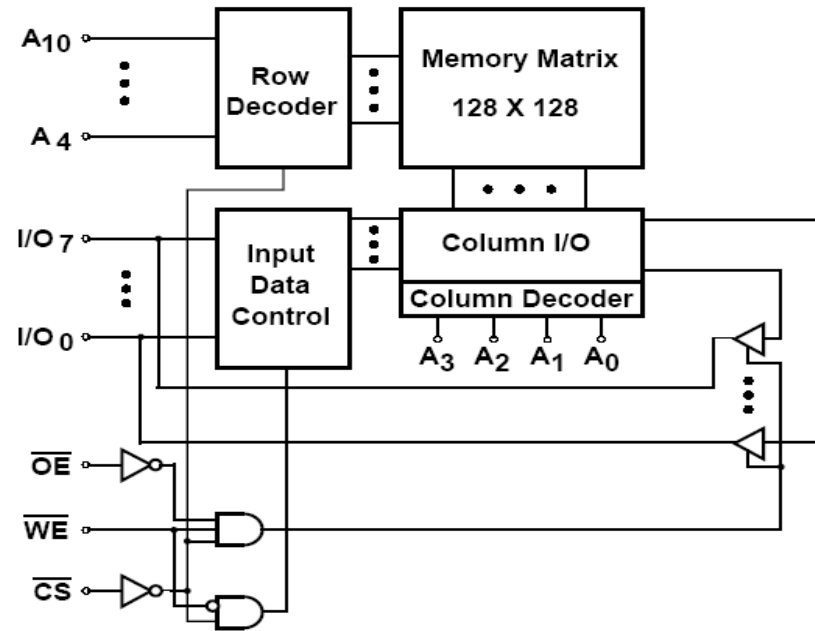 A10
Row
Decoder
Memory Matrix
128 X 128
A4
I/O7
Input
Data
Control
Column I/O
Column Decoder
I/O0
A3 A2 A1 A0
OE
WE
CS